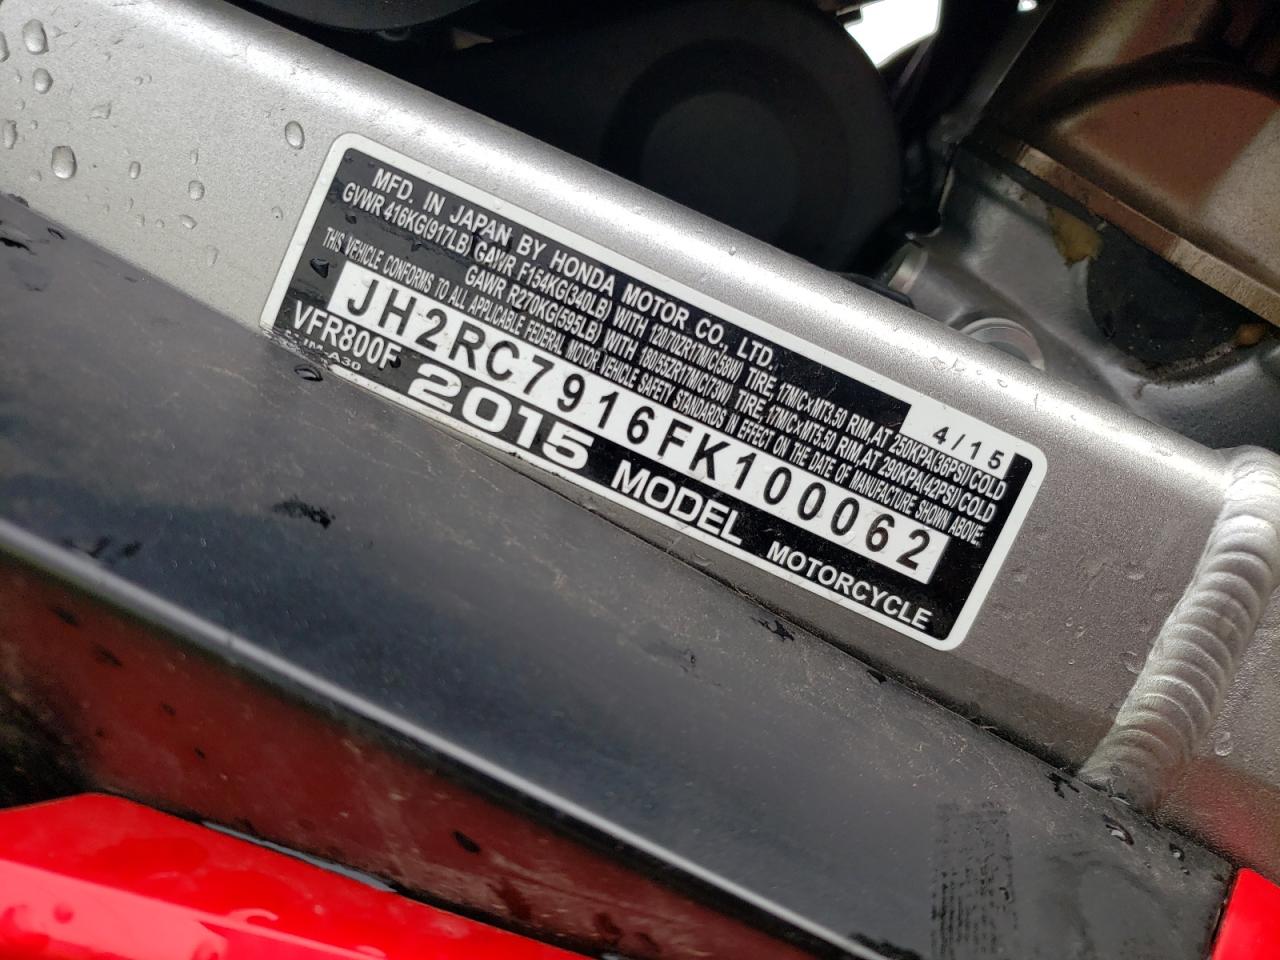 MFD. IN JAPAN BY HONDA MOTOR CO., LTD.
4/15
GVWR 416KG(917LB) GAWR F154KG(340LB) WITH 120/70ZR17M/C(58W) TIRE, 17M/C×MT3.50 RIM, AT 250KPA(36PSI) COLD
GAWR R270KG(595LB) WITH 180/55ZR17M/C(73W) TIRE, 17M/C×MT5.50 RIM, AT 290KPA(42PSI) COLD
THIS VEHICLE CONFORMS TO ALL APPLICABLE FEDERAL MOTOR VEHICLE SAFETY STANDARDS IN EFFECT ON THE DATE OF MANUFACTURE SHOWN ABOVE:
JH2RC7916FK100062
VFR800F 2015 MODEL MOTORCYCLE